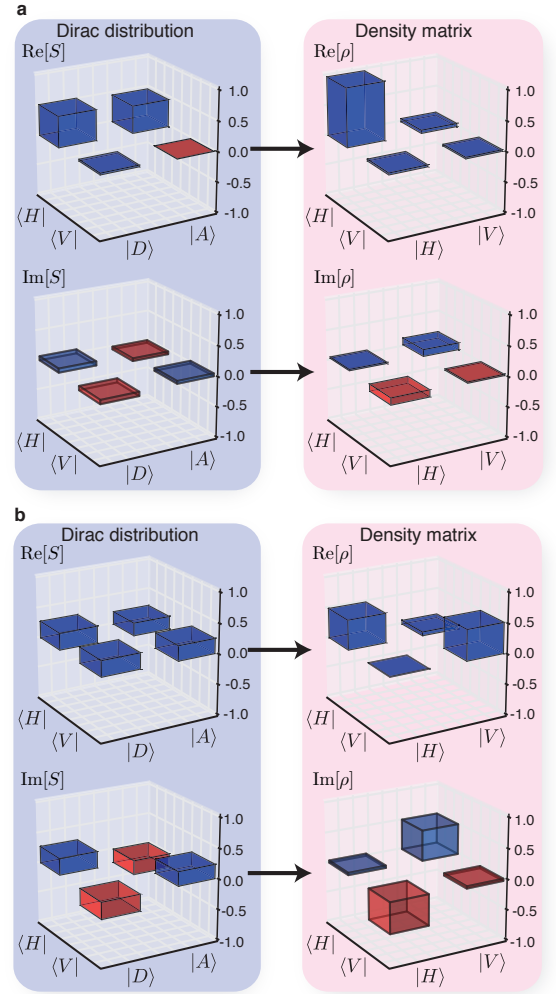 a
Dirac distribution
Density matrix
Re[S]
Re[ρ]
1.0
0.5
0.0
-0.5
-1.0
1.0
0.5
0.0
-0.5
-1.0
⟨H|
⟨V|
|D⟩
|A⟩
⟨H|
⟨V|
|H⟩
|V⟩
Im[S]
Im[ρ]
1.0
0.5
0.0
-0.5
-1.0
1.0
0.5
0.0
-0.5
-1.0
⟨H|
⟨V|
|D⟩
|A⟩
⟨H|
⟨V|
|H⟩
|V⟩
b
Dirac distribution
Density matrix
Re[S]
Re[ρ]
1.0
0.5
0.0
-0.5
-1.0
1.0
0.5
0.0
-0.5
-1.0
⟨H|
⟨V|
|D⟩
|A⟩
⟨H|
⟨V|
|H⟩
|V⟩
Im[S]
Im[ρ]
1.0
0.5
0.0
-0.5
-1.0
1.0
0.5
0.0
-0.5
-1.0
⟨H|
⟨V|
|D⟩
|A⟩
⟨H|
⟨V|
|H⟩
|V⟩